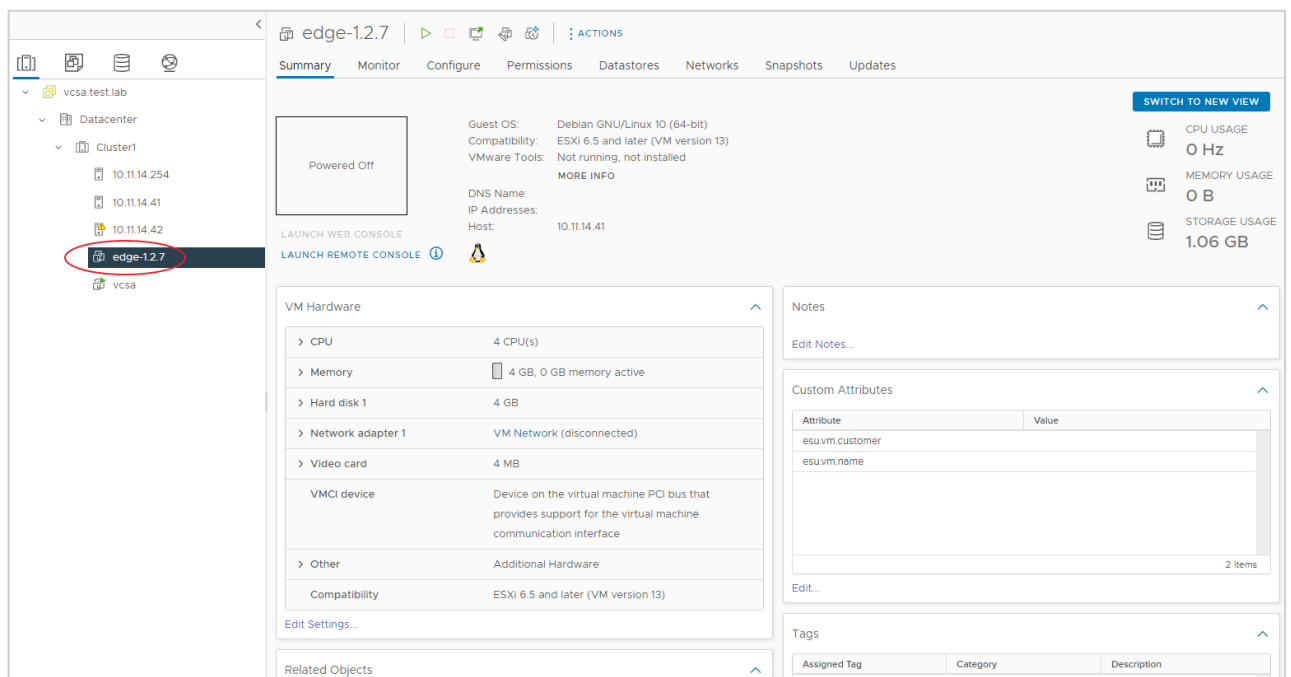 edge-1.2.7
ACTIONS
Summary Monitor Configure Permissions Datastores Networks Snapshots Updates
vcsa.test.lab
Datacenter
Cluster1
10.11.14.254
10.11.14.41
10.11.14.42
edge-1.2.7
vcsa
SWITCH TO NEW VIEW
Powered Off
Guest OS: Debian GNU/Linux 10 (64-bit)
Compatibility: ESXi 6.5 and later (VM version 13)
VMware Tools: Not running, not installed
MORE INFO
DNS Name:
IP Addresses:
Host: 10.11.14.41
LAUNCH WEB CONSOLE
LAUNCH REMOTE CONSOLE
CPU USAGE
0 Hz
MEMORY USAGE
0 B
STORAGE USAGE
1.06 GB
VM Hardware
CPU 4 CPU(s)
Memory 4 GB, 0 GB memory active
Hard disk 1 4 GB
Network adapter 1 VM Network (disconnected)
Video card 4 MB
VMCI device Device on the virtual machine PCI bus that
provides support for the virtual machine
communication interface
Other Additional Hardware
Compatibility ESXi 6.5 and later (VM version 13)
Edit Settings...
Related Objects
Notes
Edit Notes...
Custom Attributes
Attribute Value
esu.vm.customer
esu.vm.name
2 items
Edit...
Tags
Assigned Tag Category Description